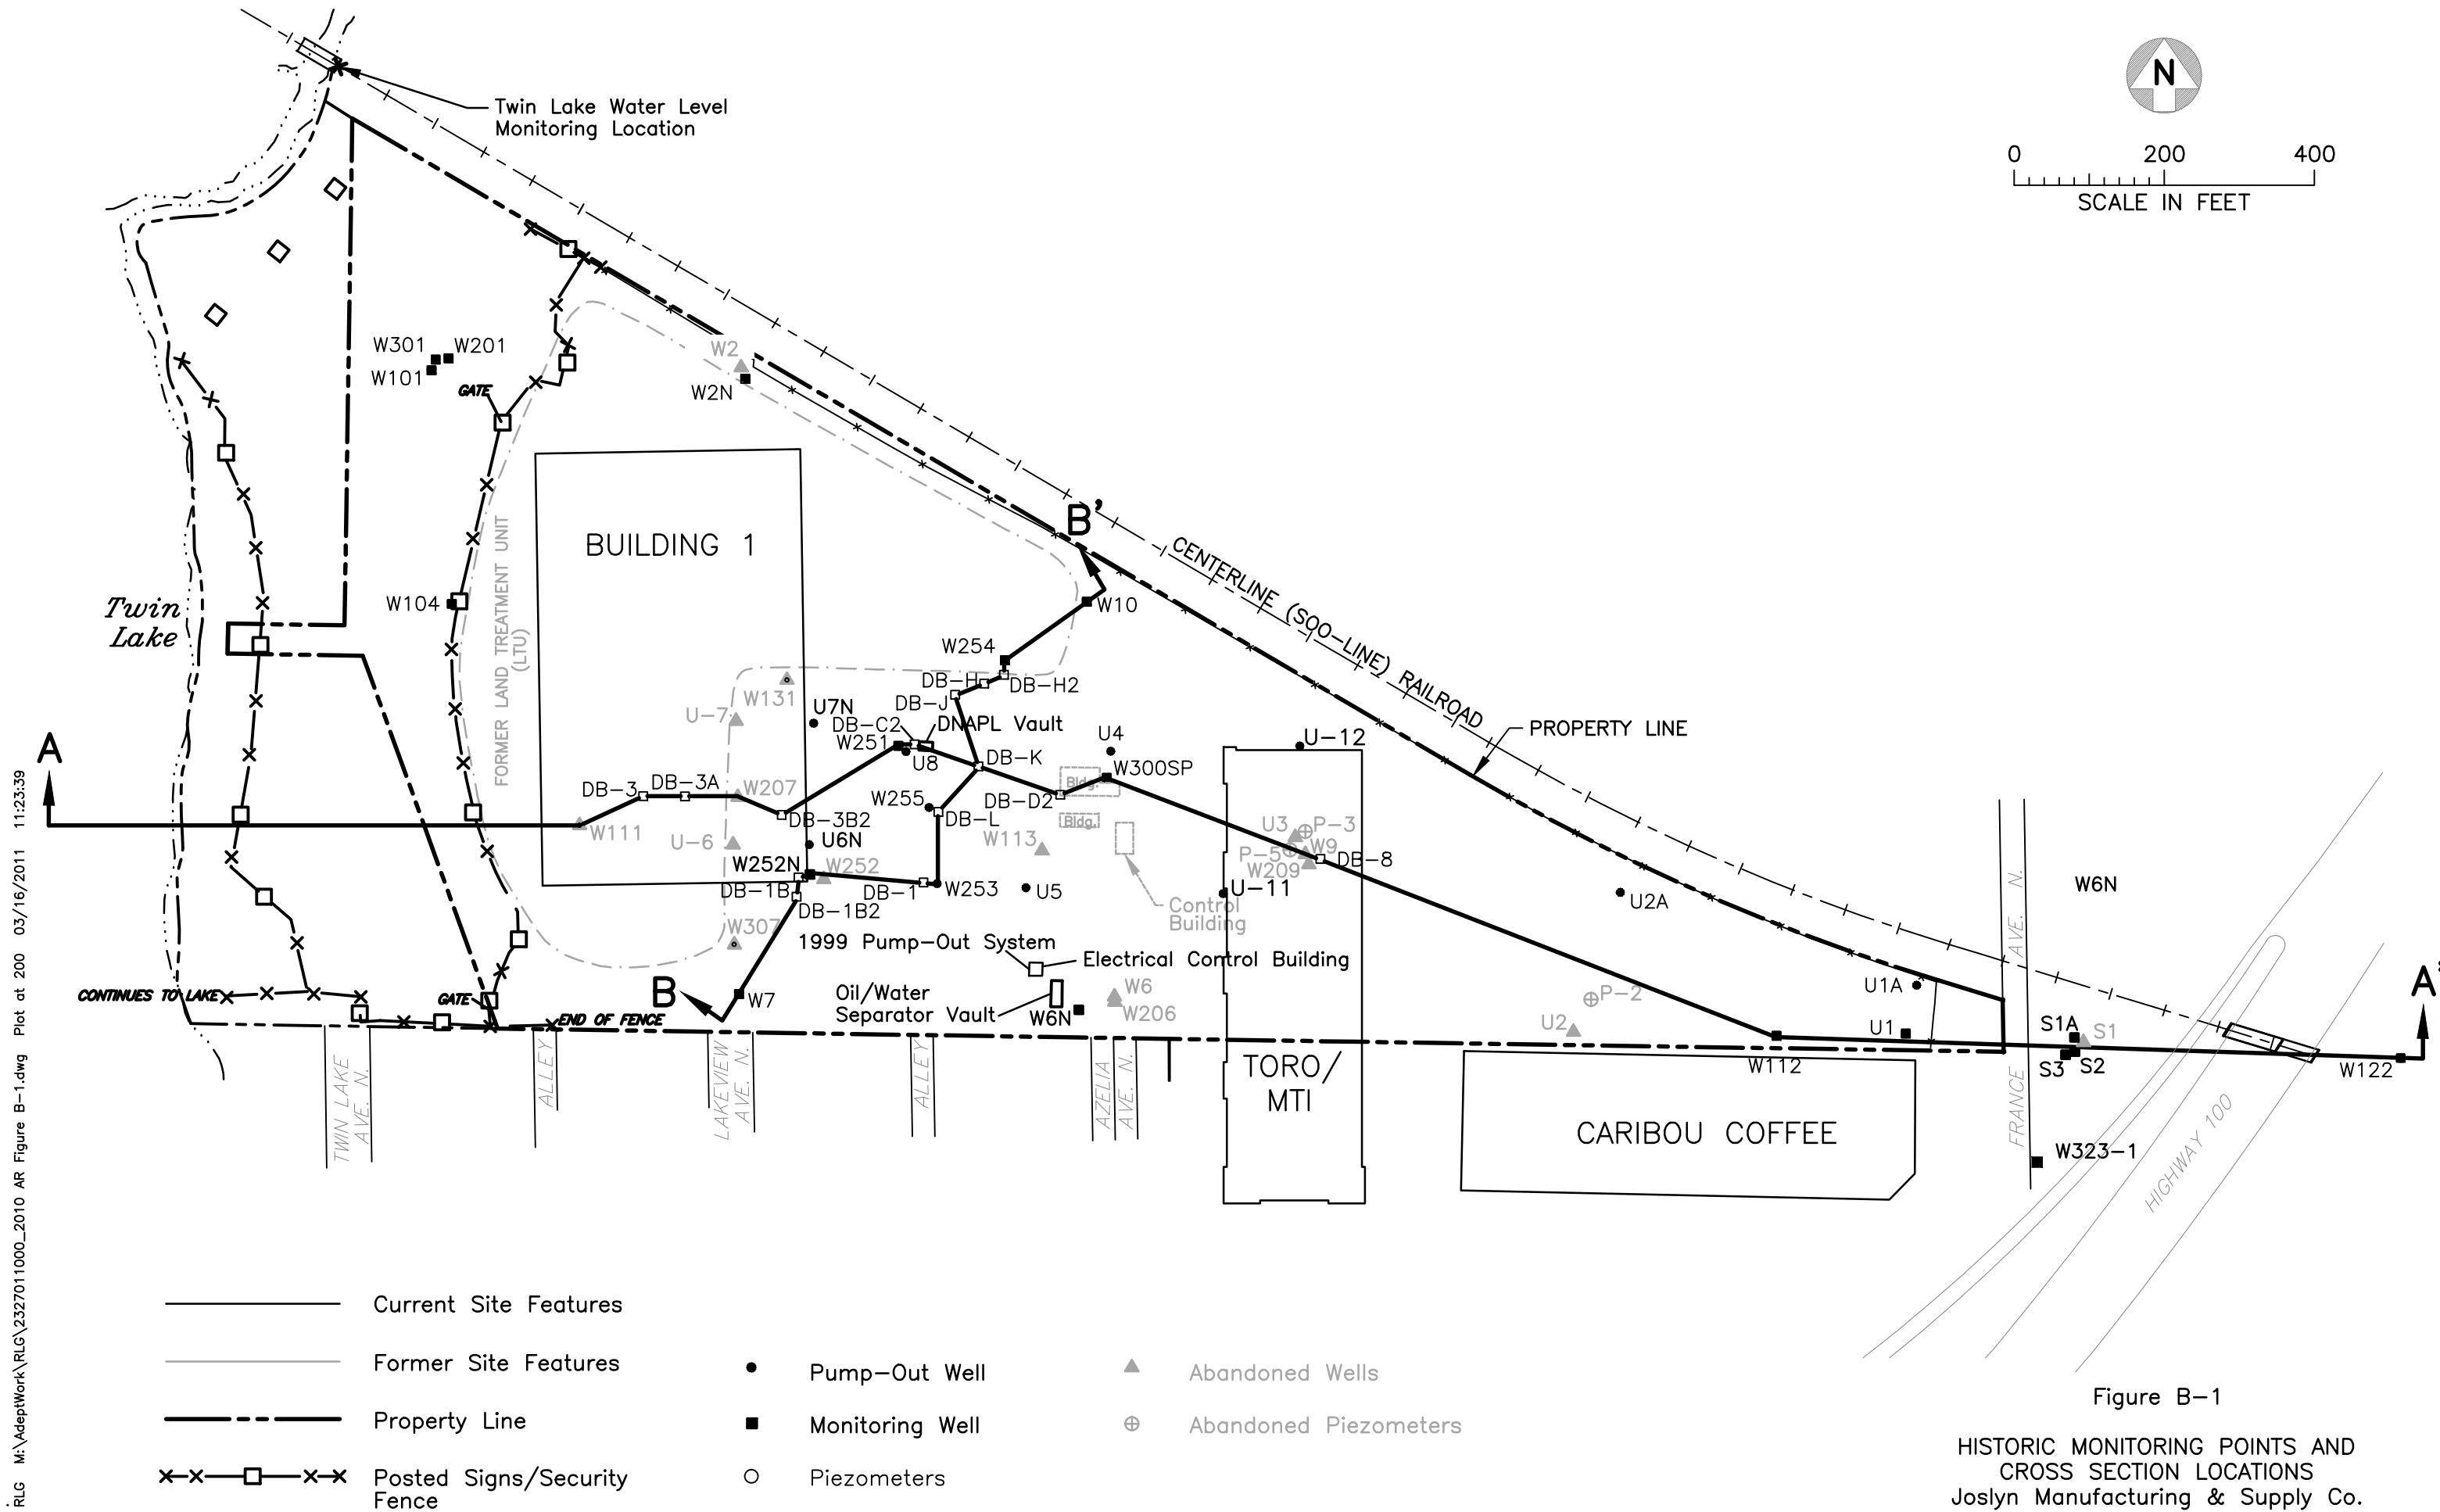 Twin Lake Water Level
Monitoring Location
N
0 200 400
SCALE IN FEET
W301
W201
W101
GATE
W2
W2N
B'
BUILDING 1
CENTERLINE (SOO-LINE) RAILROAD
PROPERTY LINE
Twin
Lake
W104
FORMER LAND TREATMENT UNIT
(LTU)
W10
W254
DB-H
DB-H2
DB-J
W131
U-7
U7N
DB-C2
DNAPL Vault
W251
U8
DB-K
U4
U-12
W300SP
A
DB-3
DB-3A
W207
W255
DB-D2
Bldg.
Bldg.
DB-3B2
DB-L
W111
U-6
U6N
W113
U3
P-3
P-5
W9
W209
DB-8
W252N
W252
DB-1B
DB-1
W253
U5
U-11
DB-1B2
Control
Building
U2A
W6N
FRANCE AVE. N.
W307
1999 Pump-Out System
Electrical Control Building
B
W7
Oil/Water
Separator Vault
W6N
W6
W206
P-2
U2
U1A
U1
A'
CONTINUES TO LAKE
GATE
END OF FENCE
S1A
S1
S3
S2
W112
W122
TWIN LAKE
AVE. N.
ALLEY
LAKEVIEW
AVE. N.
ALLEY
AZELIA
AVE. N.
TORO/
MTI
CARIBOU COFFEE
W323-1
HIGHWAY 100
Current Site Features
Former Site Features
Property Line
Posted Signs/Security
Fence
Pump-Out Well
Monitoring Well
Piezometers
Abandoned Wells
Abandoned Piezometers
Figure B-1
HISTORIC MONITORING POINTS AND
CROSS SECTION LOCATIONS
Joslyn Manufacturing & Supply Co.
RLG M:\AdeptWork\RLG\2327011000_2010 AR Figure B-1.dwg Plot at 200 03/16/2011 11:23:39